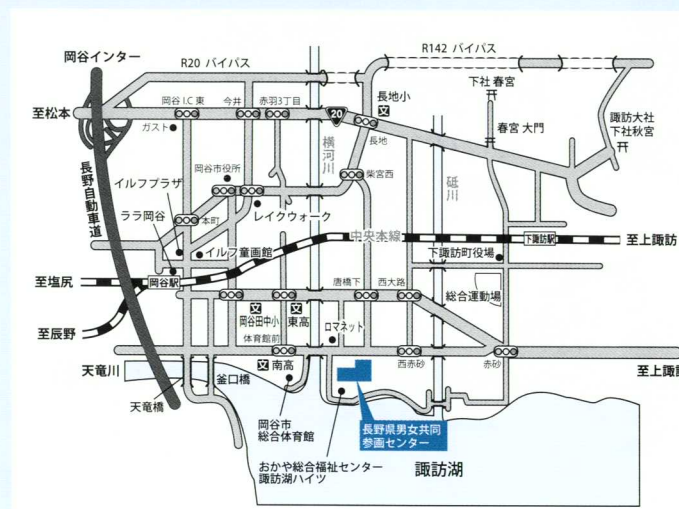 岡谷インター
R20 バイパス
R142 バイパス
下社 春宮
至松本
岡谷 I.C 東
今井
赤羽3丁目
20
長地小
文
諏訪大社
下社秋宮
ガスト
長地
春宮 大門
横河川
岡谷市役所
柴宮西
砥川
長野自動車道
イルフプラザ
ララ岡谷
本町
レイクウォーク
中央本線
下諏訪駅
至上諏訪
イルフ童画館
下諏訪町役場
至塩尻
岡谷駅
唐橋下
西大路
総合運動場
文
文
岡谷田中小
東高
ロマネット
至辰野
体育館前
天竜川
釜口橋
文
南高
西赤砂
赤砂
至上諏訪
天竜橋
岡谷市
総合体育館
長野県男女共同
参画センター
おかや総合福祉センター
諏訪湖ハイツ
諏訪湖